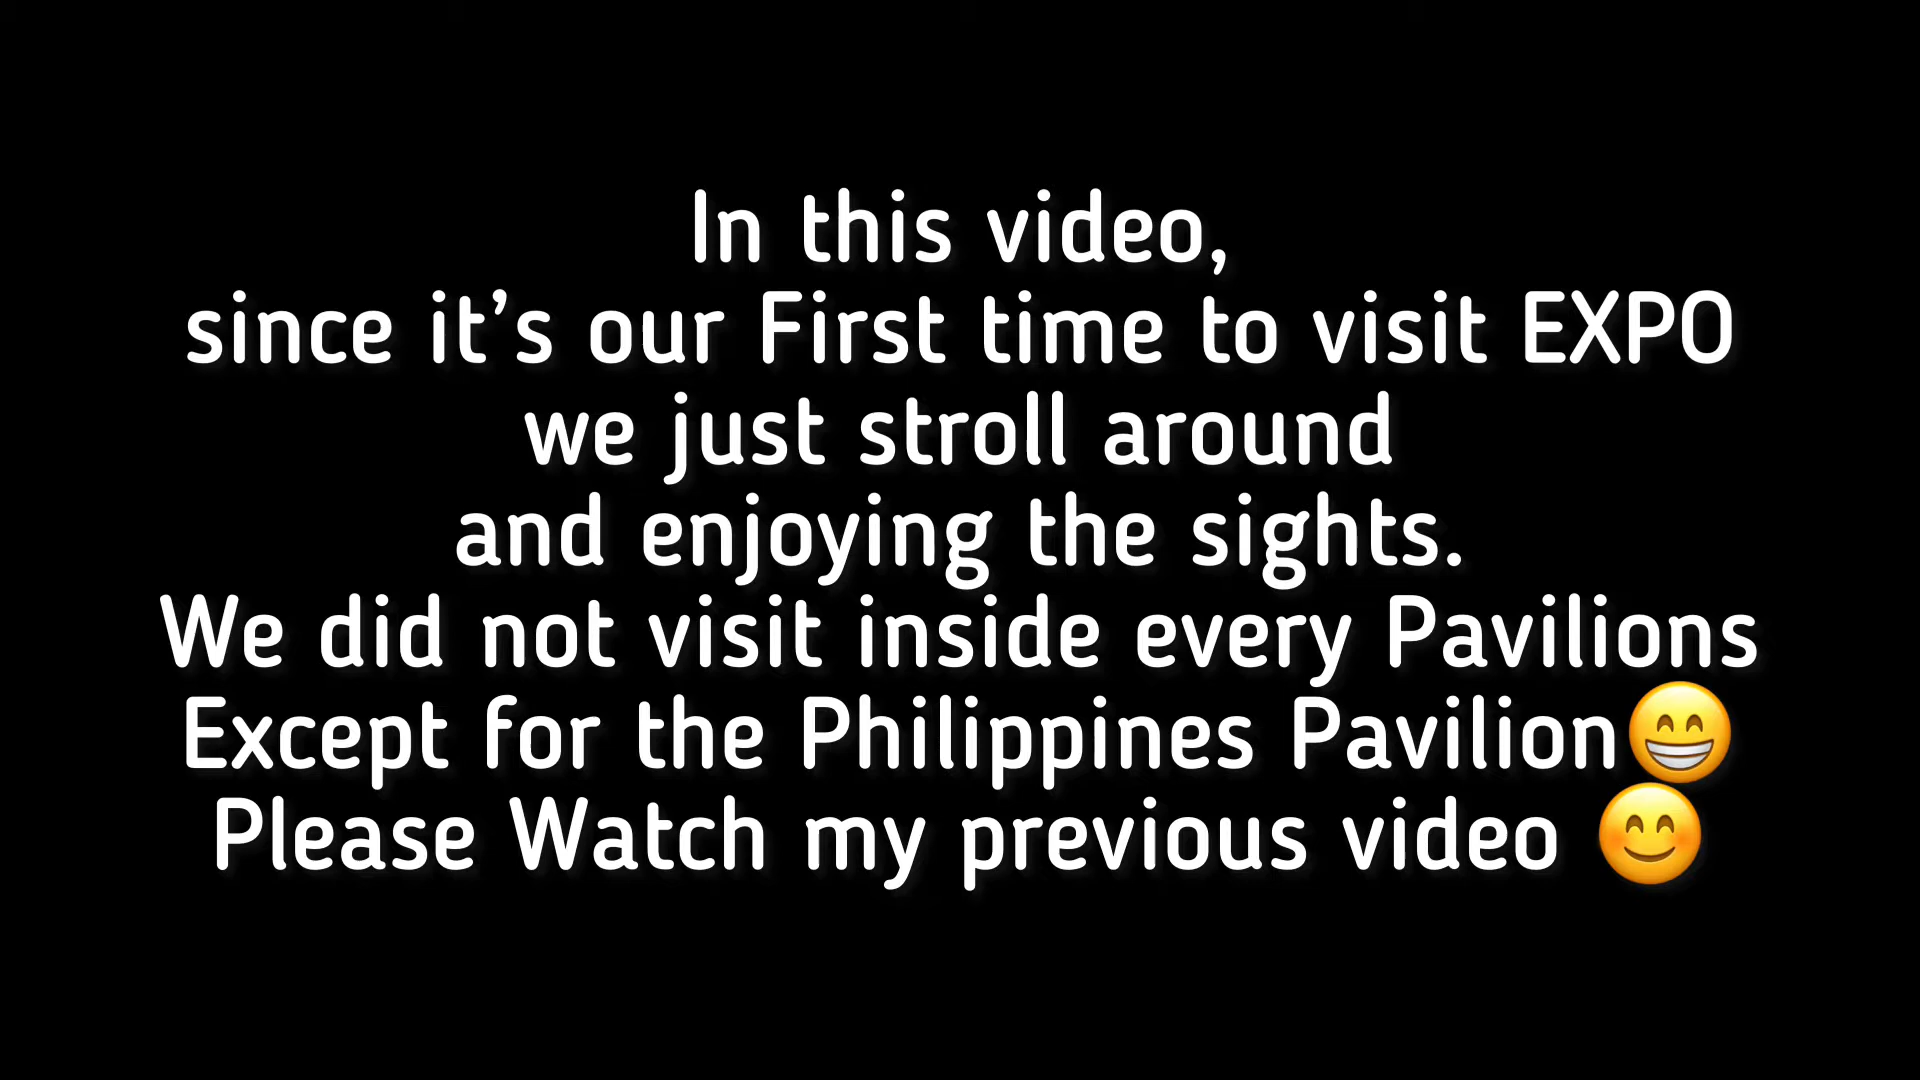 In this video,
since it’s our First time to visit EXPO
we just stroll around
and enjoying the sights.
We did not visit inside every Pavilions
Except for the Philippines Pavilion😁
Please Watch my previous video 😊